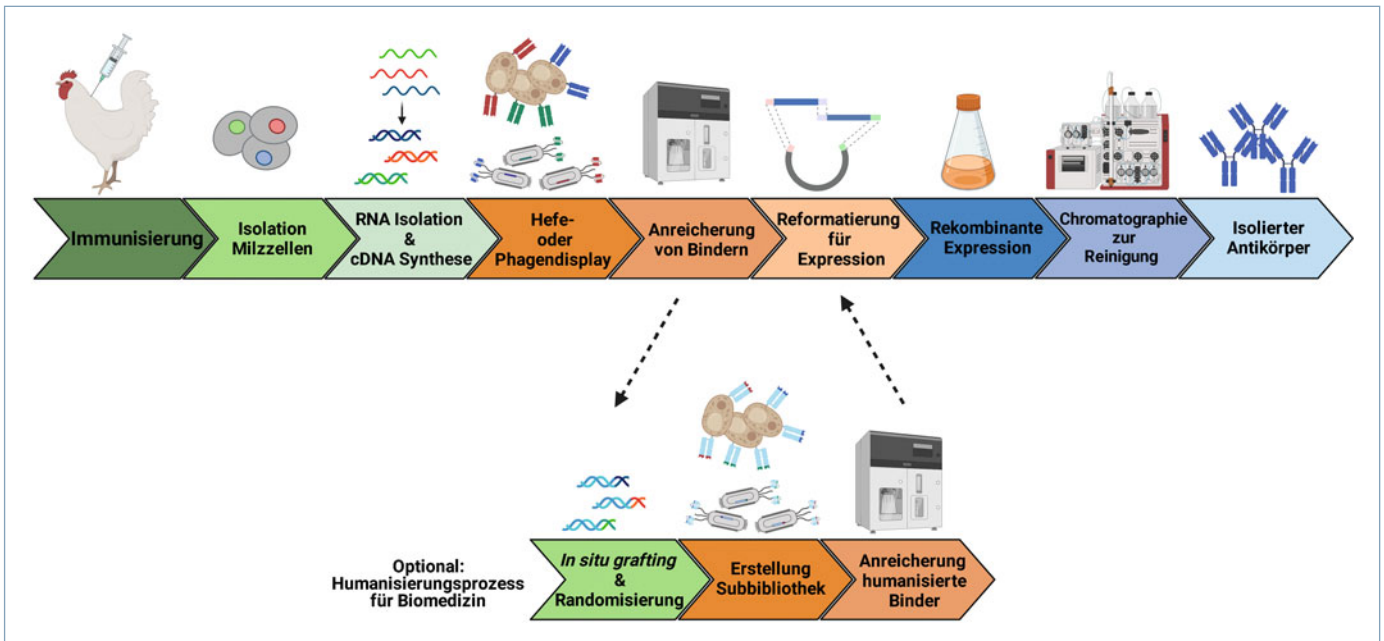 Immunisierung
Isolation
Milzzellen
RNA Isolation
&
cDNA Synthese
Hefe-
oder
Phagendisplay
Anreicherung
von Bindern
Reformatierung
für
Expression
Rekombinante
Expression
Chromatographie
zur
Reinigung
Isolierter
Antikörper
Optional:
Humanisierungsprozess
für Biomedizin
In situ grafting
&
Randomisierung
Erstellung
Subbibliothek
Anreicherung
humanisierte
Binder